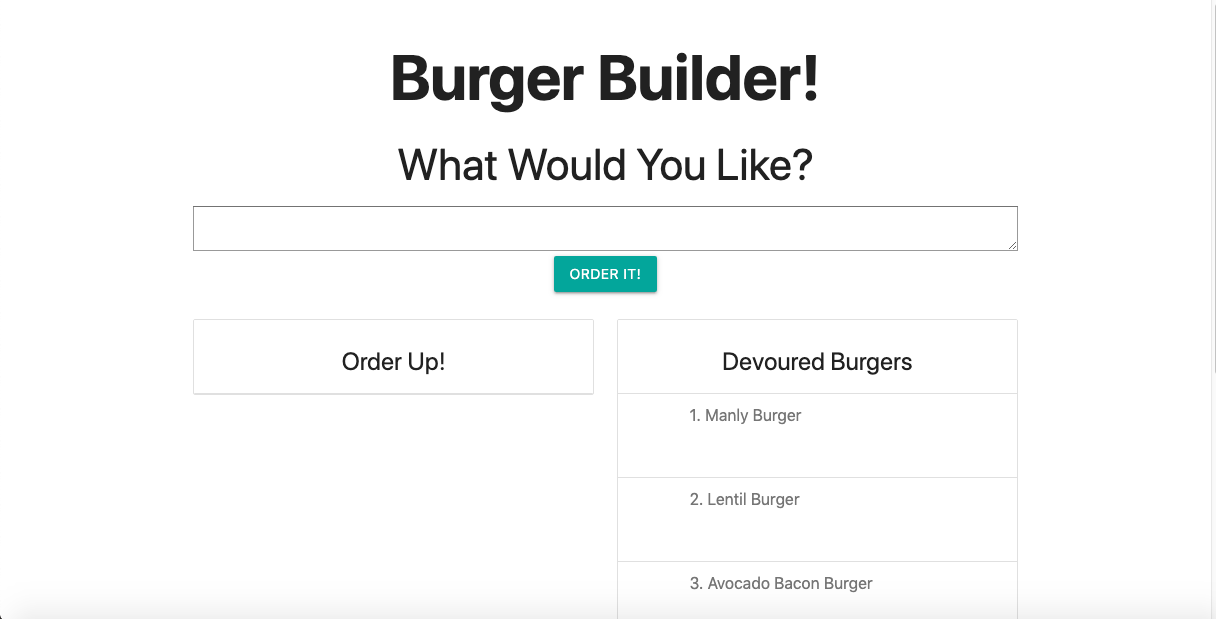 Burger Builder!
What Would You Like?
ORDER IT!
Order Up!
Devoured Burgers
1. Manly Burger
2. Lentil Burger
3. Avocado Bacon Burger